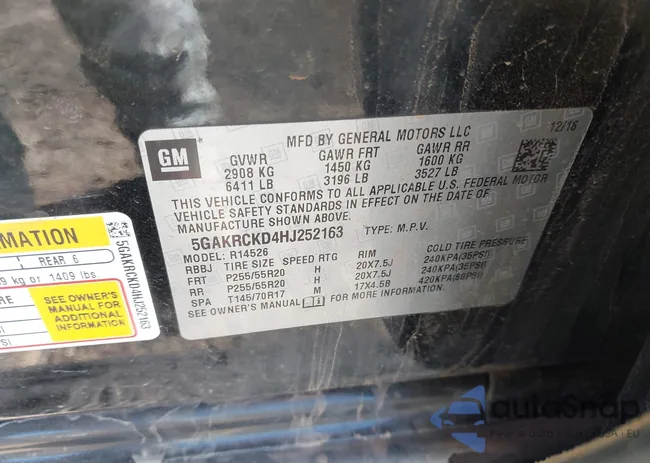 MFD BY GENERAL MOTORS LLC
12/16
GM
GVWR GAWR FRT GAWR RR
2908 KG 1450 KG 1600 KG
6411 LB 3196 LB 3527 LB
THIS VEHICLE CONFORMS TO ALL APPLICABLE U.S. FEDERAL MOTOR
VEHICLE SAFETY STANDARDS IN EFFECT ON THE DATE OF
MANUFACTURE SHOWN ABOVE.
5GAKRCKD4HJ252163 TYPE: M.P.V.
MODEL: R14526
RBBJ TIRE SIZE SPEED RTG RIM COLD TIRE PRESSURE
FRT P255/55R20 H 20X7.5J 240KPA(35PSI)
RR P255/55R20 H 20X7.5J 240KPA(35PSI)
SPA T145/70R17 M 17X4.5B 420KPA(60PSI)
SEE OWNER'S MANUAL FOR MORE INFORMATION
MATION
1 REAR 6
kg or 1409 lbs.
SEE OWNER'S
MANUAL FOR
ADDITIONAL
INFORMATION
5GAKRCKD4HJ252163
autoSnap